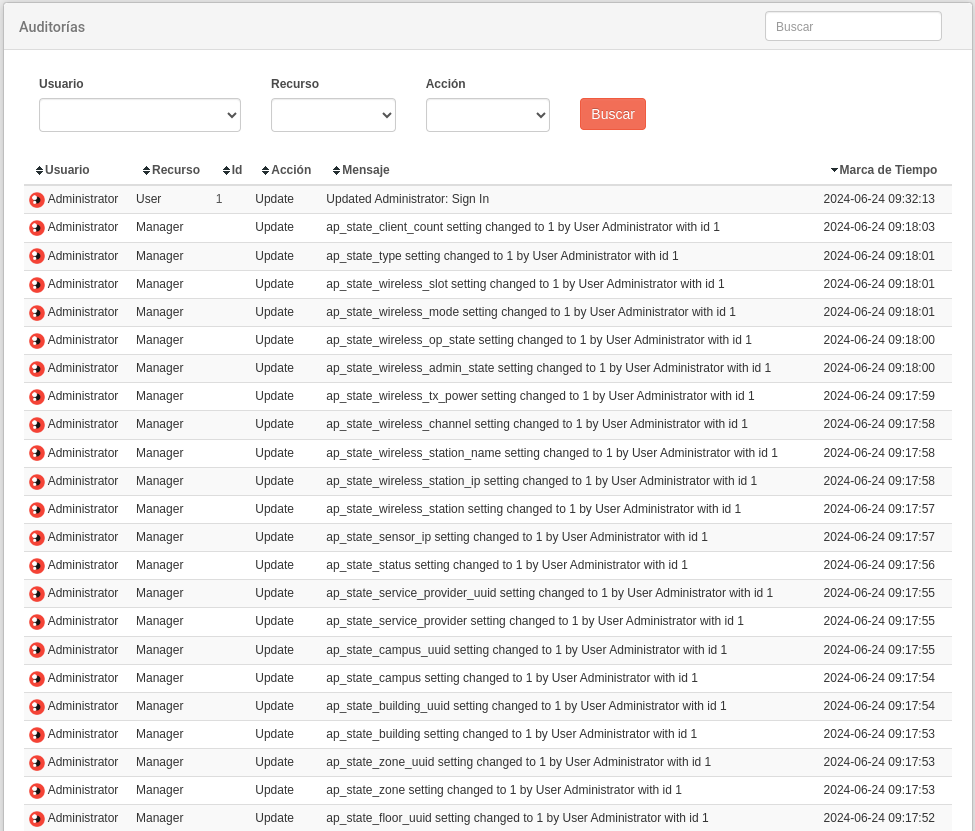 Auditorías Buscar
Usuario Recurso Acción
Buscar
Usuario Recurso Id Acción Mensaje Marca de Tiempo
Administrator User 1 Update Updated Administrator: Sign In 2024-06-24 09:32:13
Administrator Manager Update ap_state_client_count setting changed to 1 by User Administrator with id 1 2024-06-24 09:18:03
Administrator Manager Update ap_state_type setting changed to 1 by User Administrator with id 1 2024-06-24 09:18:01
Administrator Manager Update ap_state_wireless_slot setting changed to 1 by User Administrator with id 1 2024-06-24 09:18:01
Administrator Manager Update ap_state_wireless_mode setting changed to 1 by User Administrator with id 1 2024-06-24 09:18:01
Administrator Manager Update ap_state_wireless_op_state setting changed to 1 by User Administrator with id 1 2024-06-24 09:18:00
Administrator Manager Update ap_state_wireless_admin_state setting changed to 1 by User Administrator with id 1 2024-06-24 09:18:00
Administrator Manager Update ap_state_wireless_tx_power setting changed to 1 by User Administrator with id 1 2024-06-24 09:17:59
Administrator Manager Update ap_state_wireless_channel setting changed to 1 by User Administrator with id 1 2024-06-24 09:17:58
Administrator Manager Update ap_state_wireless_station_name setting changed to 1 by User Administrator with id 1 2024-06-24 09:17:58
Administrator Manager Update ap_state_wireless_station_ip setting changed to 1 by User Administrator with id 1 2024-06-24 09:17:58
Administrator Manager Update ap_state_wireless_station setting changed to 1 by User Administrator with id 1 2024-06-24 09:17:57
Administrator Manager Update ap_state_sensor_ip setting changed to 1 by User Administrator with id 1 2024-06-24 09:17:57
Administrator Manager Update ap_state_status setting changed to 1 by User Administrator with id 1 2024-06-24 09:17:56
Administrator Manager Update ap_state_service_provider_uuid setting changed to 1 by User Administrator with id 1 2024-06-24 09:17:55
Administrator Manager Update ap_state_service_provider setting changed to 1 by User Administrator with id 1 2024-06-24 09:17:55
Administrator Manager Update ap_state_campus_uuid setting changed to 1 by User Administrator with id 1 2024-06-24 09:17:55
Administrator Manager Update ap_state_campus setting changed to 1 by User Administrator with id 1 2024-06-24 09:17:54
Administrator Manager Update ap_state_building_uuid setting changed to 1 by User Administrator with id 1 2024-06-24 09:17:54
Administrator Manager Update ap_state_building setting changed to 1 by User Administrator with id 1 2024-06-24 09:17:53
Administrator Manager Update ap_state_zone_uuid setting changed to 1 by User Administrator with id 1 2024-06-24 09:17:53
Administrator Manager Update ap_state_zone setting changed to 1 by User Administrator with id 1 2024-06-24 09:17:53
Administrator Manager Update ap_state_floor_uuid setting changed to 1 by User Administrator with id 1 2024-06-24 09:17:52